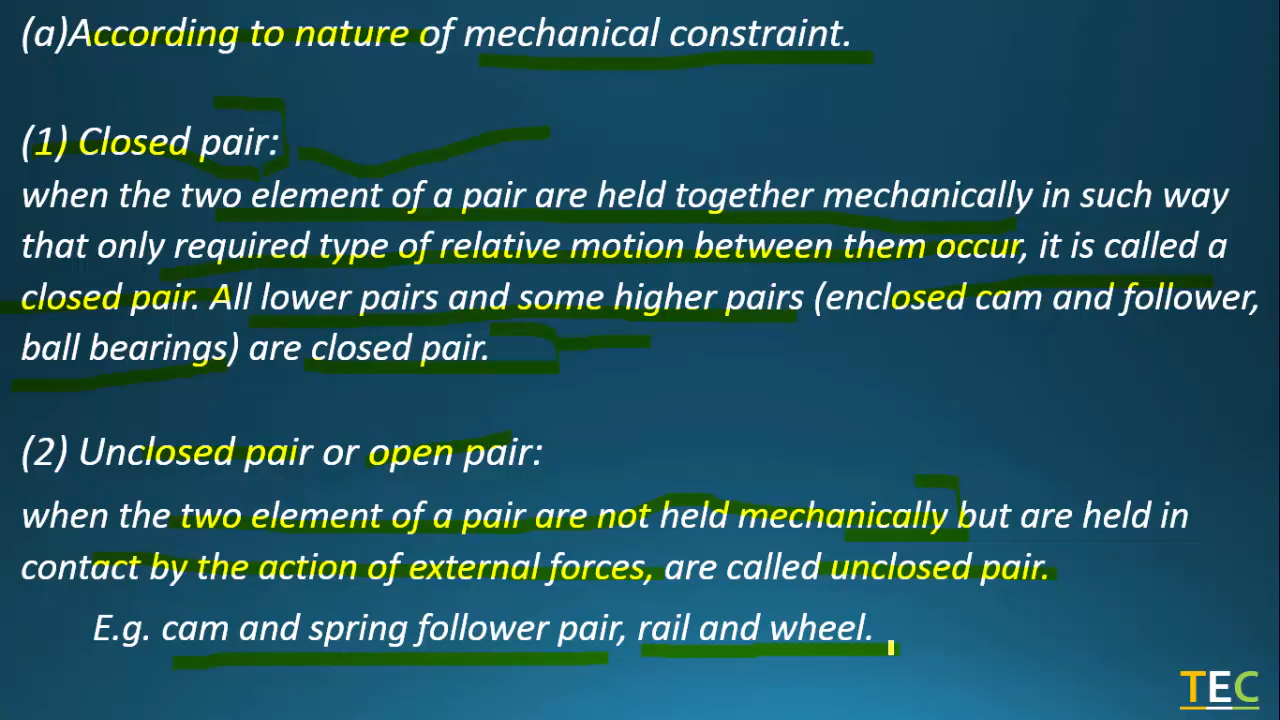 (a)According to nature of mechanical constraint.
(1) Closed pair:
when the two element of a pair are held together mechanically in such way
that only required type of relative motion between them occur, it is called a
closed pair. All lower pairs and some higher pairs (enclosed cam and follower,
ball bearings) are closed pair.
(2) Unclosed pair or open pair:
when the two element of a pair are not held mechanically but are held in
contact by the action of external forces, are called unclosed pair.
E.g. cam and spring follower pair, rail and wheel.
TEC